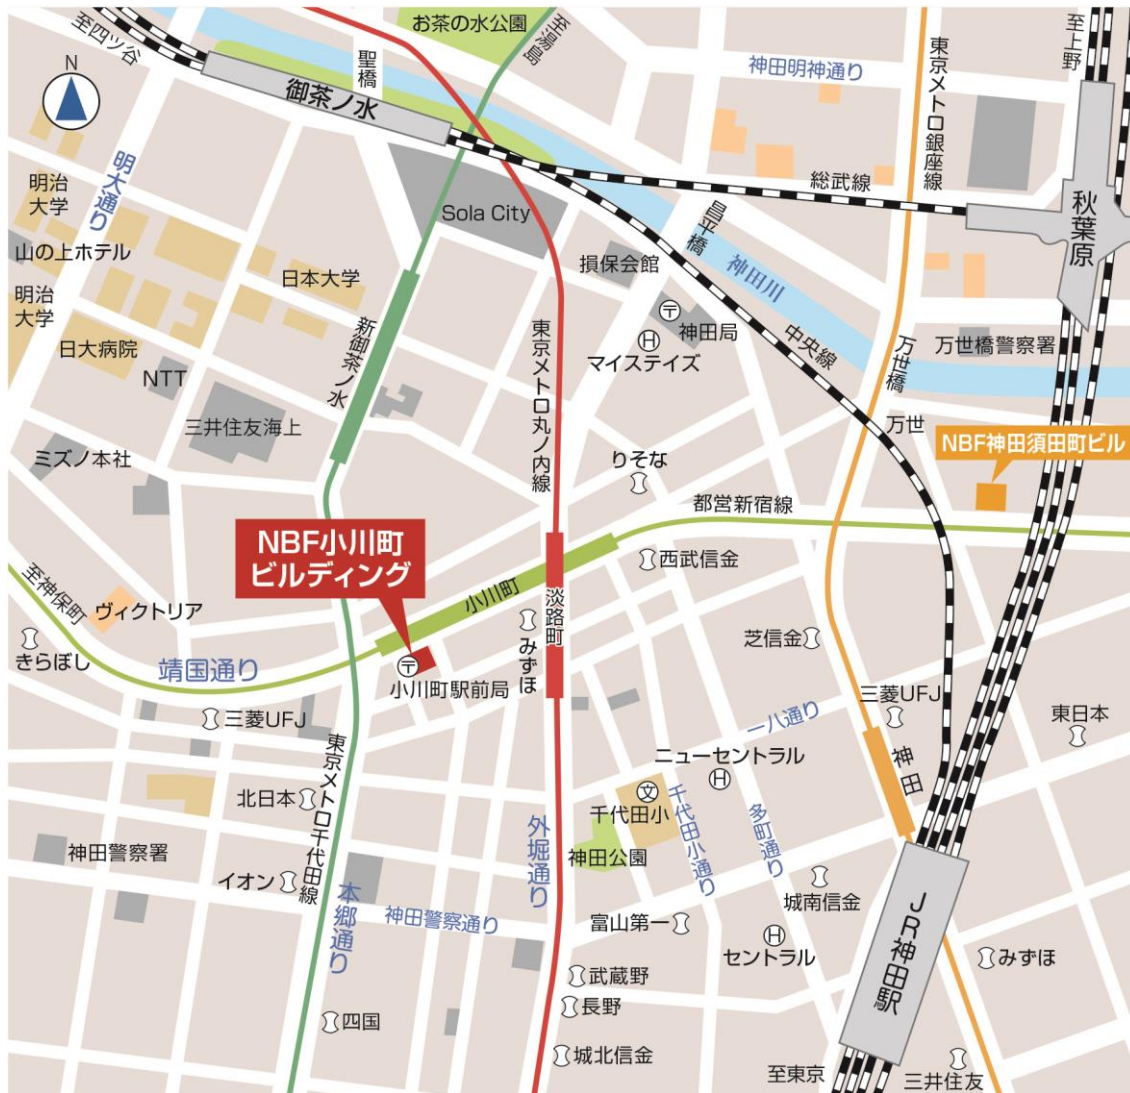 お茶の水公園
至湯島
至四ツ谷
聖橋
神田明神通り
東京メトロ銀座線
至上野
N
御茶ノ水
明大通り
明治
大学
Sola City
昌平橋
総武線
秋葉原
山の上ホテル
日本大学
損保会館
神田川
明治
大学
新御茶ノ水
東京メトロ丸ノ内線
〒
神田局
中央線
日大病院
H
マイステイズ
万世橋
万世橋警察署
NTT
三井住友海上
万世
NBF神田須田町ビル
ミズノ本社
りそな
都営新宿線
NBF小川町
ビルディング
西武信金
至神保町
ヴィクトリア
小川町
淡路町
きらぼし
靖国通り
〒
小川町駅前局
みずほ
芝信金
三菱UFJ
三菱UFJ
一八通り
東日本
東京メトロ千代田線
ニューセントラル
H
神田
北日本
文
千代田小
千代田小通り
多町通り
神田警察署
外堀通り
神田公園
イオン
本郷通り
神田警察通り
富山第一
城南信金
JR神田駅
H
セントラル
みずほ
武蔵野
長野
四国
城北信金
至東京
三井住友